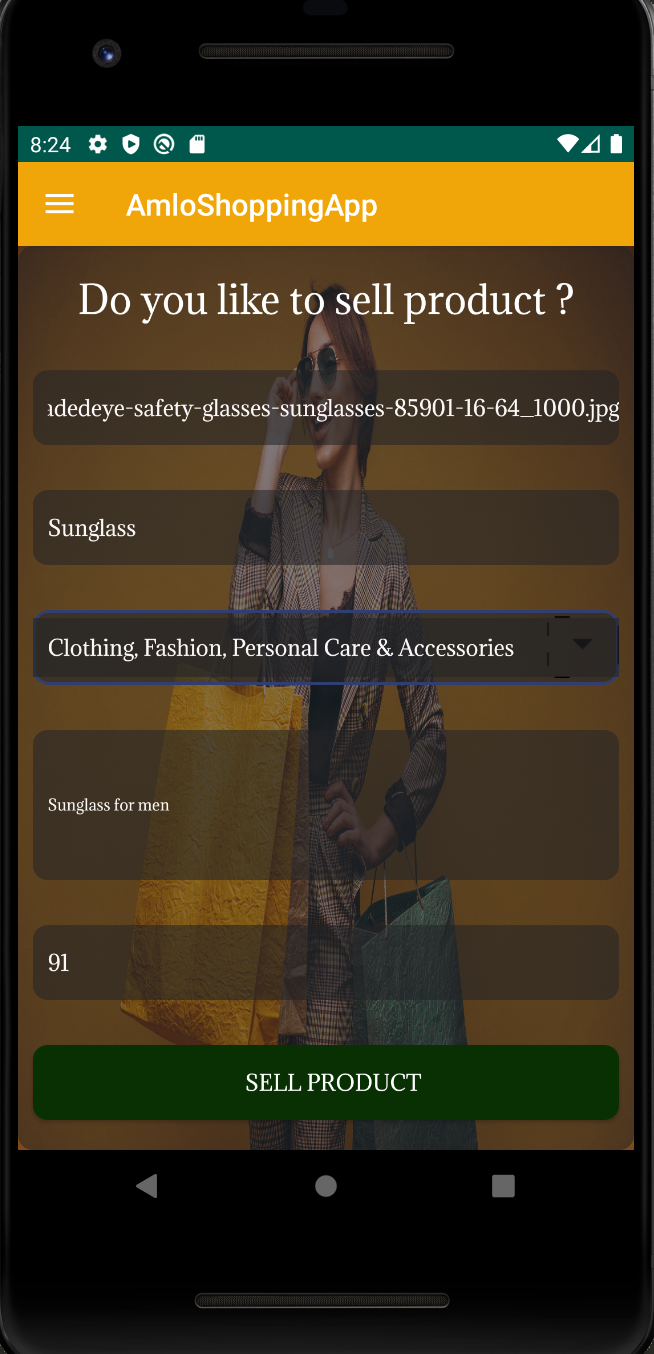 8:24
AmloShoppingApp
Do you like to sell product ?
adedeye-safety-glasses-sunglasses-85901-16-64_1000.jpg
Sunglass
Clothing, Fashion, Personal Care & Accessories
Sunglass for men
91
SELL PRODUCT